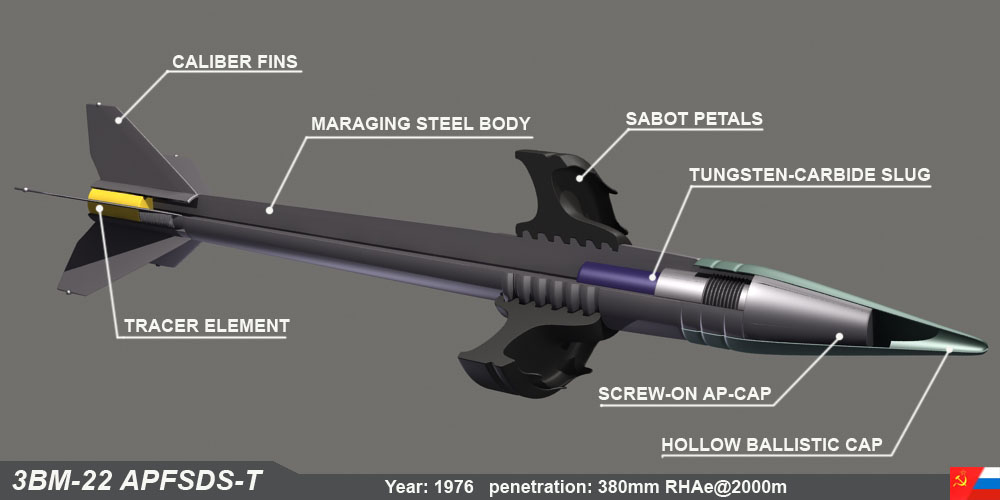 CALIBER FINS
MARAGING STEEL BODY
SABOT PETALS
TUNGSTEN-CARBIDE SLUG
TRACER ELEMENT
SCREW-ON AP-CAP
HOLLOW BALLISTIC CAP
3BM-22 APFSDS-T
Year: 1976 penetration: 380mm RHAe@2000m